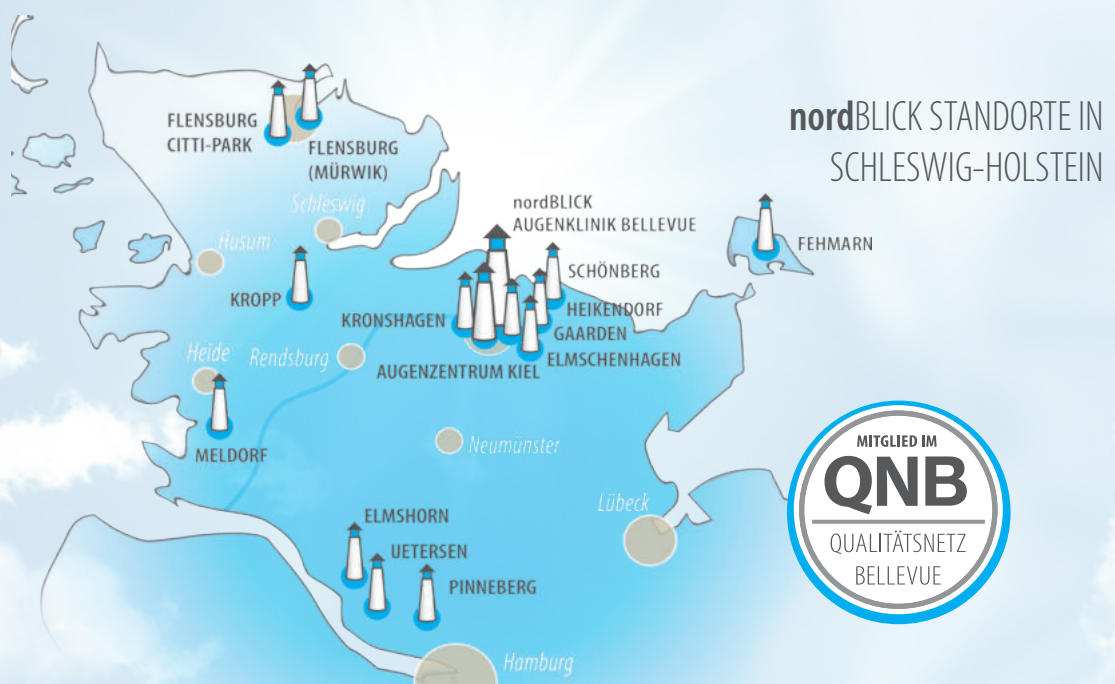 nordBLICK STANDORTE IN
SCHLESWIG-HOLSTEIN
FLENSBURG
CITTI-PARK
FLENSBURG
(MÜRWIK)
Schleswig
nordBLICK
AUGENKLINIK BELLEVUE
FEHMARN
Husum
SCHÖNBERG
KROPP
HEIKENDORF
KRONSHAGEN
GAARDEN
ELMSCHENHAGEN
Heide
Rendsburg
AUGENZENTRUM KIEL
MELDORF
Neumünster
MITGLIED IM
QNB
QUALITÄTSNETZ
BELLEVUE
Lübeck
ELMSHORN
UETERSEN
PINNEBERG
Hamburg